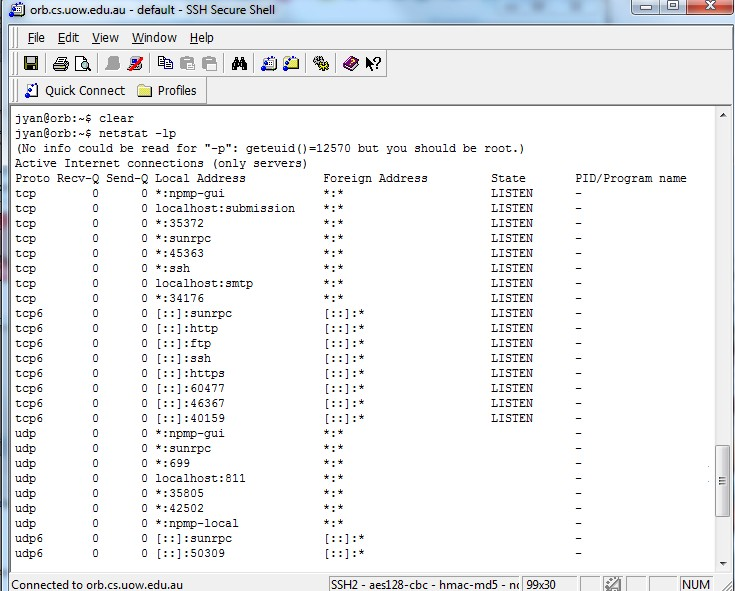 orb.cs.uow.edu.au - default - SSH Secure Shell
File Edit View Window Help
Quick Connect Profiles
jyan@orb:~$ clear
jyan@orb:~$ netstat -lp
(No info could be read for "-p": geteuid()=12570 but you should be root.)
Active Internet connections (only servers)
Proto Recv-Q Send-Q Local Address Foreign Address State PID/Program name
tcp 0 0 *:npmp-gui *:* LISTEN -
tcp 0 0 localhost:submission *:* LISTEN -
tcp 0 0 *:35372 *:* LISTEN -
tcp 0 0 *:sunrpc *:* LISTEN -
tcp 0 0 *:45363 *:* LISTEN -
tcp 0 0 *:ssh *:* LISTEN -
tcp 0 0 localhost:smtp *:* LISTEN -
tcp 0 0 *:34176 *:* LISTEN -
tcp6 0 0 [::]:sunrpc [::]:* LISTEN -
tcp6 0 0 [::]:http [::]:* LISTEN -
tcp6 0 0 [::]:ftp [::]:* LISTEN -
tcp6 0 0 [::]:ssh [::]:* LISTEN -
tcp6 0 0 [::]:https [::]:* LISTEN -
tcp6 0 0 [::]:60477 [::]:* LISTEN -
tcp6 0 0 [::]:46367 [::]:* LISTEN -
tcp6 0 0 [::]:40159 [::]:* LISTEN -
udp 0 0 *:npmp-gui *:* -
udp 0 0 *:sunrpc *:* -
udp 0 0 *:699 *:* -
udp 0 0 localhost:811 *:* -
udp 0 0 *:35805 *:* -
udp 0 0 *:42502 *:* -
udp 0 0 *:npmp-local *:* -
udp6 0 0 [::]:sunrpc [::]:* -
udp6 0 0 [::]:50309 [::]:* -
Connected to orb.cs.uow.edu.au SSH2 - aes128-cbc - hmac-md5 - 99x30 NUM